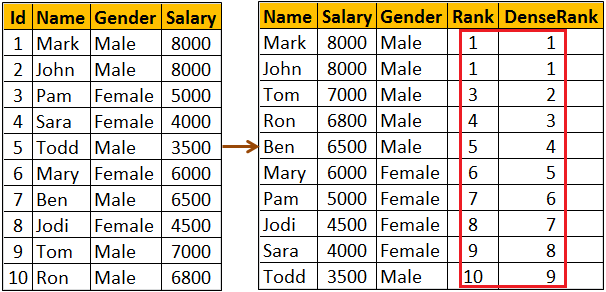 Id Name Gender Salary
1 Mark Male 8000
2 John Male 8000
3 Pam Female 5000
4 Sara Female 4000
5 Todd Male 3500
6 Mary Female 6000
7 Ben Male 6500
8 Jodi Female 4500
9 Tom Male 7000
10 Ron Male 6800
Name Salary Gender Rank DenseRank
Mark 8000 Male 1 1
John 8000 Male 1 1
Tom 7000 Male 3 2
Ron 6800 Male 4 3
Ben 6500 Male 5 4
Mary 6000 Female 6 5
Pam 5000 Female 7 6
Jodi 4500 Female 8 7
Sara 4000 Female 9 8
Todd 3500 Male 10 9